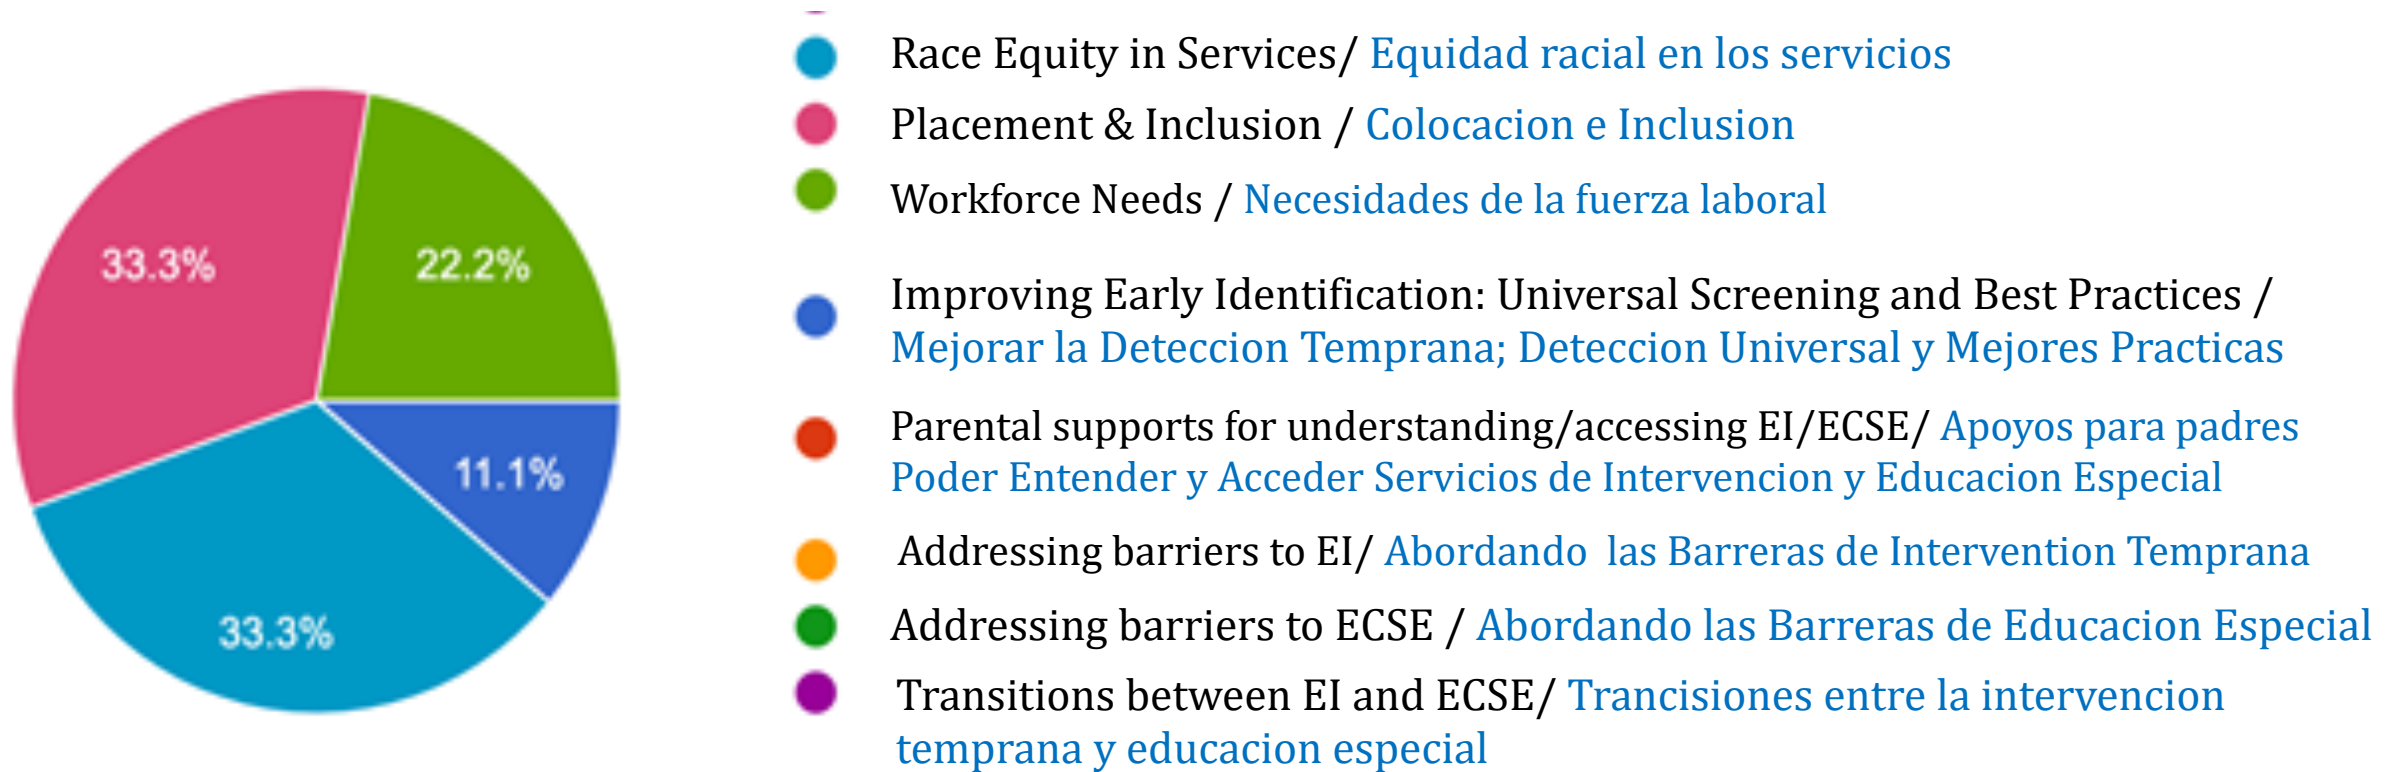 33.3%
22.2%
11.1%
33.3%
Race Equity in Services/ Equidad racial en los servicios
Placement & Inclusion / Colocacion e Inclusion
Workforce Needs / Necesidades de la fuerza laboral
Improving Early Identification: Universal Screening and Best Practices /
Mejorar la Deteccion Temprana; Deteccion Universal y Mejores Practicas
Parental supports for understanding/accessing EI/ECSE/ Apoyos para padres
Poder Entender y Acceder Servicios de Intervencion y Educacion Especial
Addressing barriers to EI/ Abordando las Barreras de Intervention Temprana
Addressing barriers to ECSE / Abordando las Barreras de Educacion Especial
Transitions between EI and ECSE/ Trancisiones entre la intervencion
temprana y educacion especial